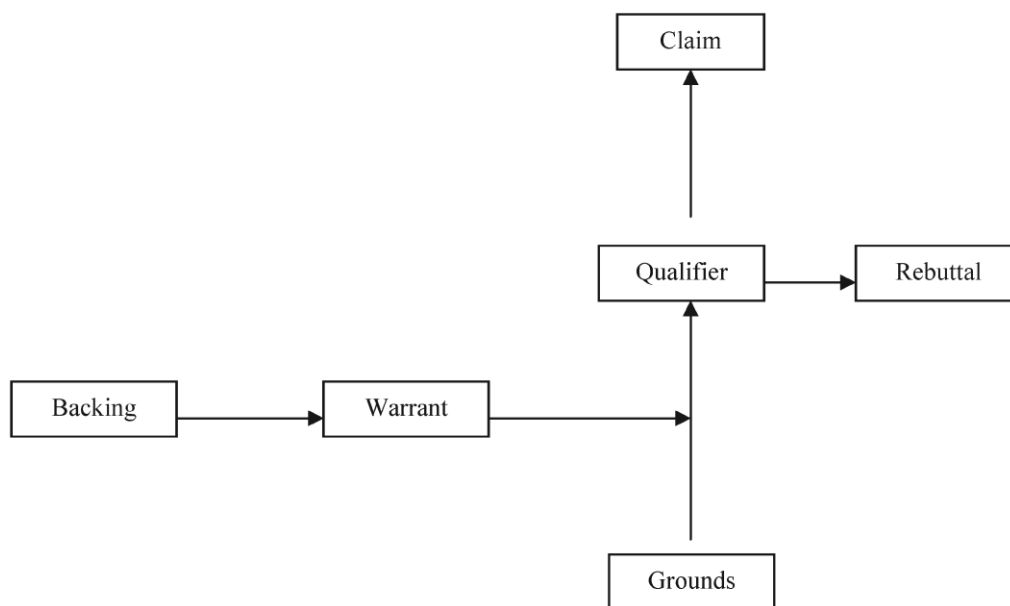 Claim
Qualifier
Rebuttal
Backing
Warrant
Grounds